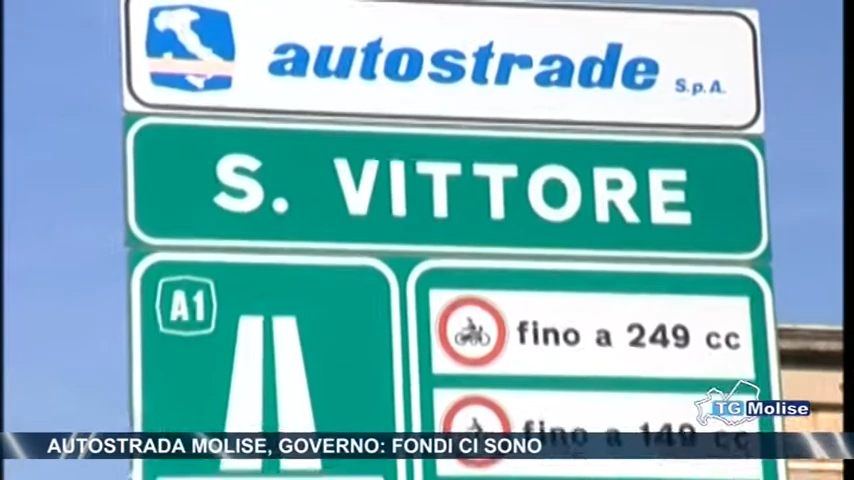 autostrade S.p.A.
S. VITTORE
A1
fino a 249 cc
fino a 149 cc
TG Molise
AUTOSTRADA MOLISE, GOVERNO: FONDI CI SONO